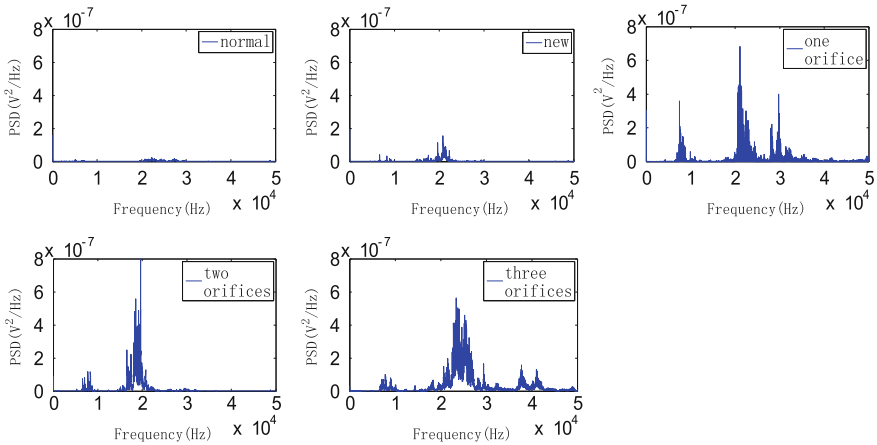 8 x 10^-7
normal
6
4
2
0
PSD(V^2/Hz)
0 1 2 3 4 5
Frequency(Hz)
x 10^4
8 x 10^-7
new
6
4
2
0
PSD(V^2/Hz)
0 1 2 3 4 5
Frequency(Hz)
x 10^4
8 x 10^-7
one
orifice
6
4
2
0
PSD(V^2/Hz)
0 1 2 3 4 5
Frequency(Hz)
x 10^4
8 x 10^-7
two
orifices
6
4
2
0
PSD(V^2/Hz)
0 1 2 3 4 5
Frequency(Hz)
x 10^4
8 x 10^-7
three
orifices
6
4
2
0
PSD(V^2/Hz)
0 1 2 3 4 5
Frequency(Hz)
x 10^4